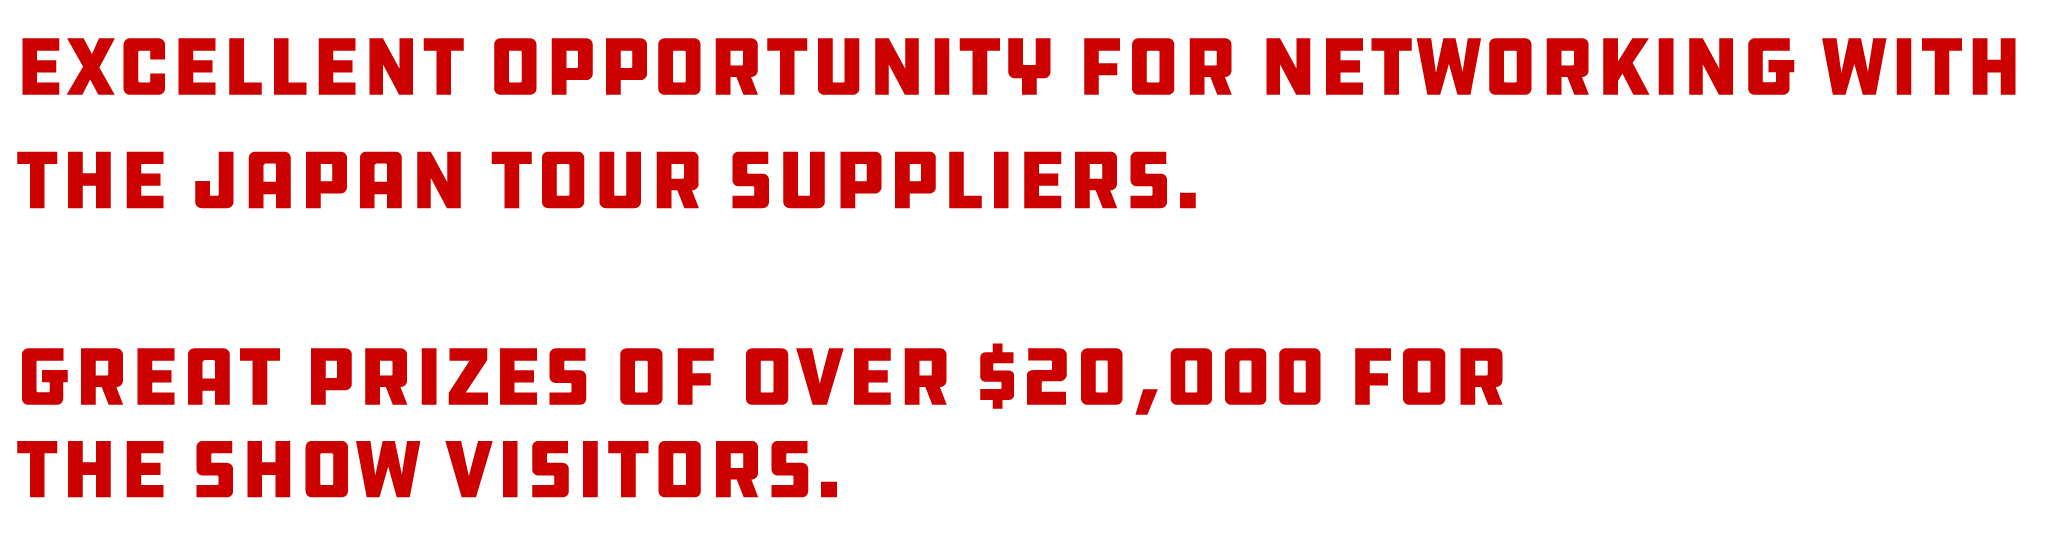 EXCELLENT OPPORTUNITY FOR NETWORKING WITH
THE JAPAN TOUR SUPPLIERS.
GREAT PRIZES OF OVER $20,000 FOR
THE SHOW VISITORS.